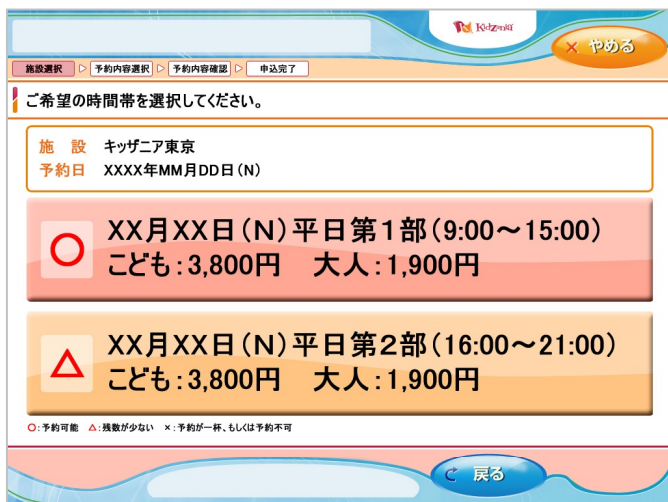 Kidzania
× やめる
施設選択 ▷ 予約内容選択 ▷ 予約内容確認 ▷ 申込完了
ご希望の時間帯を選択してください。
施 設 キッザニア東京
予約日 XXXX年MM月DD日(N)
○ XX月XX日(N)平日第1部(9:00~15:00)
こども:3,800円 大人:1,900円
△ XX月XX日(N)平日第2部(16:00~21:00)
こども:3,800円 大人:1,900円
○:予約可能 △:残数が少ない ×:予約が一杯、もしくは予約不可
戻る